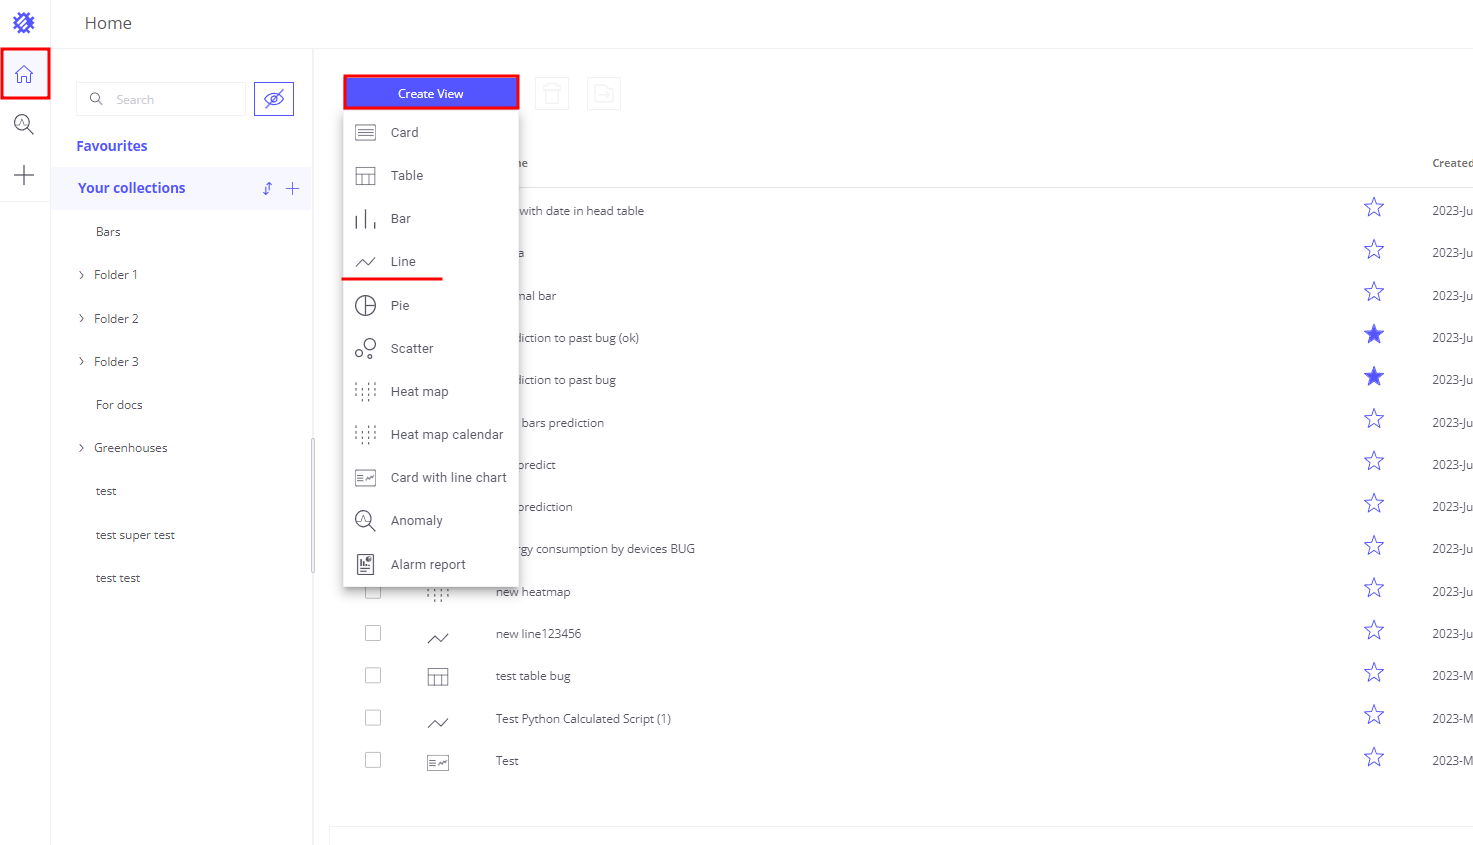 Home
Search
Favourites
Your collections
Bars
Folder 1
Folder 2
Folder 3
For docs
Greenhouses
test
test super test
test test
Create View
Card
Table
Bar
Line
Pie
Scatter
Heat map
Heat map calendar
Card with line chart
Anomaly
Alarm report
Created
with date in head table
2023-Ju
2023-Ju
bar
2023-Ju
to past bug (ok)
2023-Ju
to past bug
2023-Ju
bars prediction
2023-Ju
predict
2023-Ju
prediction
2023-Ju
consumption by devices BUG
2023-Ju
new heatmap
2023-Ju
new line123456
2023-Ju
test table bug
2023-M
Test Python Calculated Script (1)
2023-M
Test
2023-M